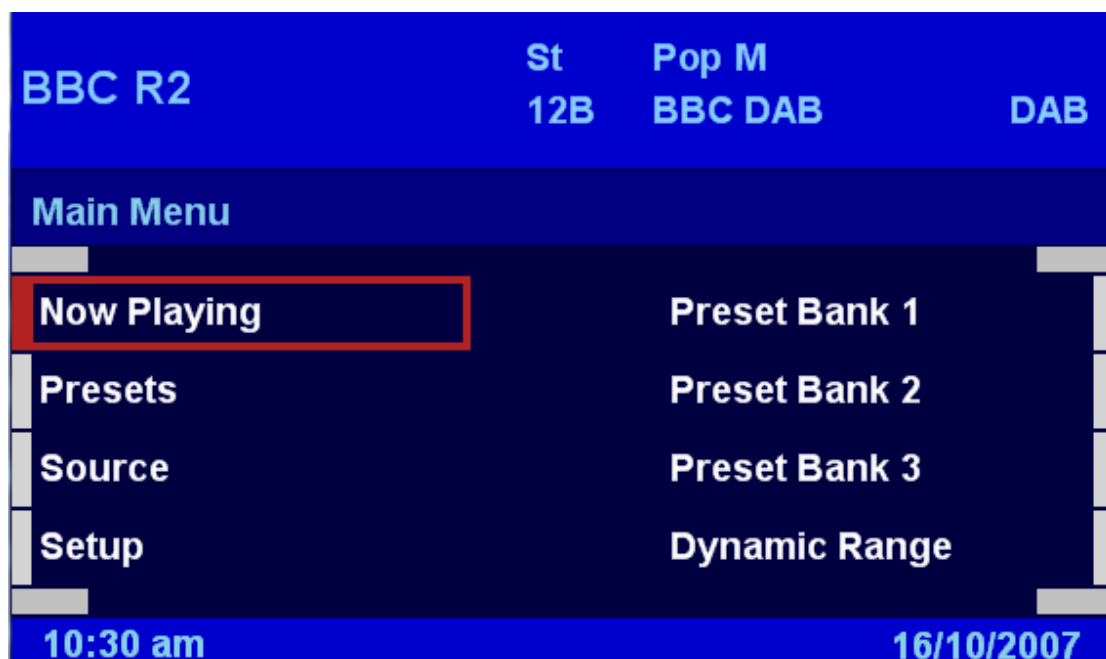 BBC R2 St Pop M
12B BBC DAB DAB
Main Menu
Now Playing Preset Bank 1
Presets Preset Bank 2
Source Preset Bank 3
Setup Dynamic Range
10:30 am 16/10/2007